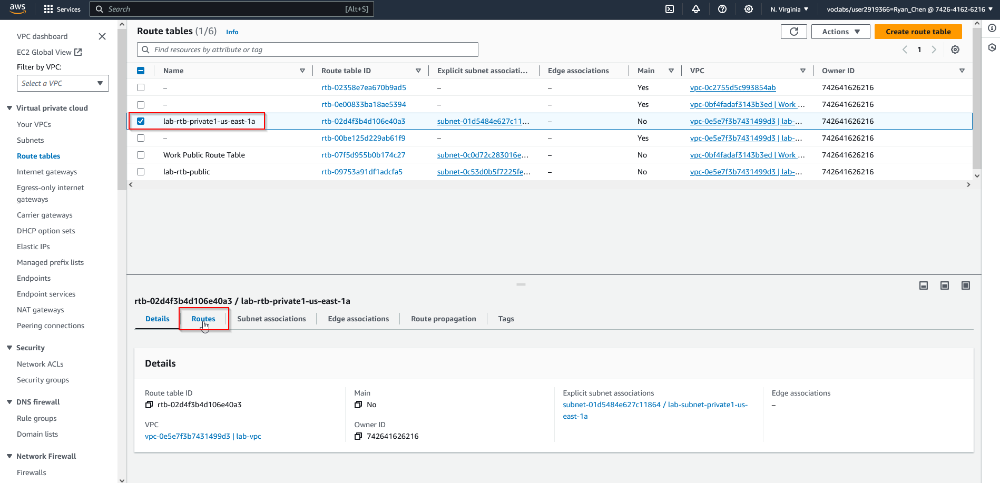 aws
Services
Search
[Alt+S]
N. Virginia
voclabs/user2919366=Ryan_Chen @ 7426-4162-6216
VPC dashboard
EC2 Global View
Filter by VPC:
Select a VPC
Virtual private cloud
Your VPCs
Subnets
Route tables
Internet gateways
Egress-only internet
gateways
Carrier gateways
DHCP option sets
Elastic IPs
Managed prefix lists
Endpoints
Endpoint services
NAT gateways
Peering connections
Security
Network ACLs
Security groups
DNS firewall
Rule groups
Domain lists
Network Firewall
Firewalls
Route tables (1/6) Info
Actions
Create route table
Find resources by attribute or tag
1
Name Route table ID Explicit subnet associati... Edge associations Main VPC Owner ID
– rtb-02358e7ea670b9ad5 – – Yes vpc-0c2755d5c993854ab 742641626216
– rtb-0e00833ba18ae5394 – – Yes vpc-0bf4fadaf3143b3ed | Work ... 742641626216
lab-rtb-private1-us-east-1a rtb-02d4f3b4d106e40a3 subnet-01d5484e627c11... – No vpc-0e5e7f3b7431499d3 | lab-... 742641626216
– rtb-00be125d229ab61f9 – – Yes vpc-0e5e7f3b7431499d3 | lab-... 742641626216
Work Public Route Table rtb-07f5d955b0b174c27 subnet-0c0d72c283016e... – No vpc-0bf4fadaf3143b3ed | Work ... 742641626216
lab-rtb-public rtb-09753a91df1adcfa5 subnet-0c53d0b5f7225fe... – No vpc-0e5e7f3b7431499d3 | lab-... 742641626216
rtb-02d4f3b4d106e40a3 / lab-rtb-private1-us-east-1a
Details Routes Subnet associations Edge associations Route propagation Tags
Details
Route table ID
rtb-02d4f3b4d106e40a3
VPC
vpc-0e5e7f3b7431499d3 | lab-vpc
Main
No
Owner ID
742641626216
Explicit subnet associations
subnet-01d5484e627c11864 / lab-subnet-private1-us-
east-1a
Edge associations
–